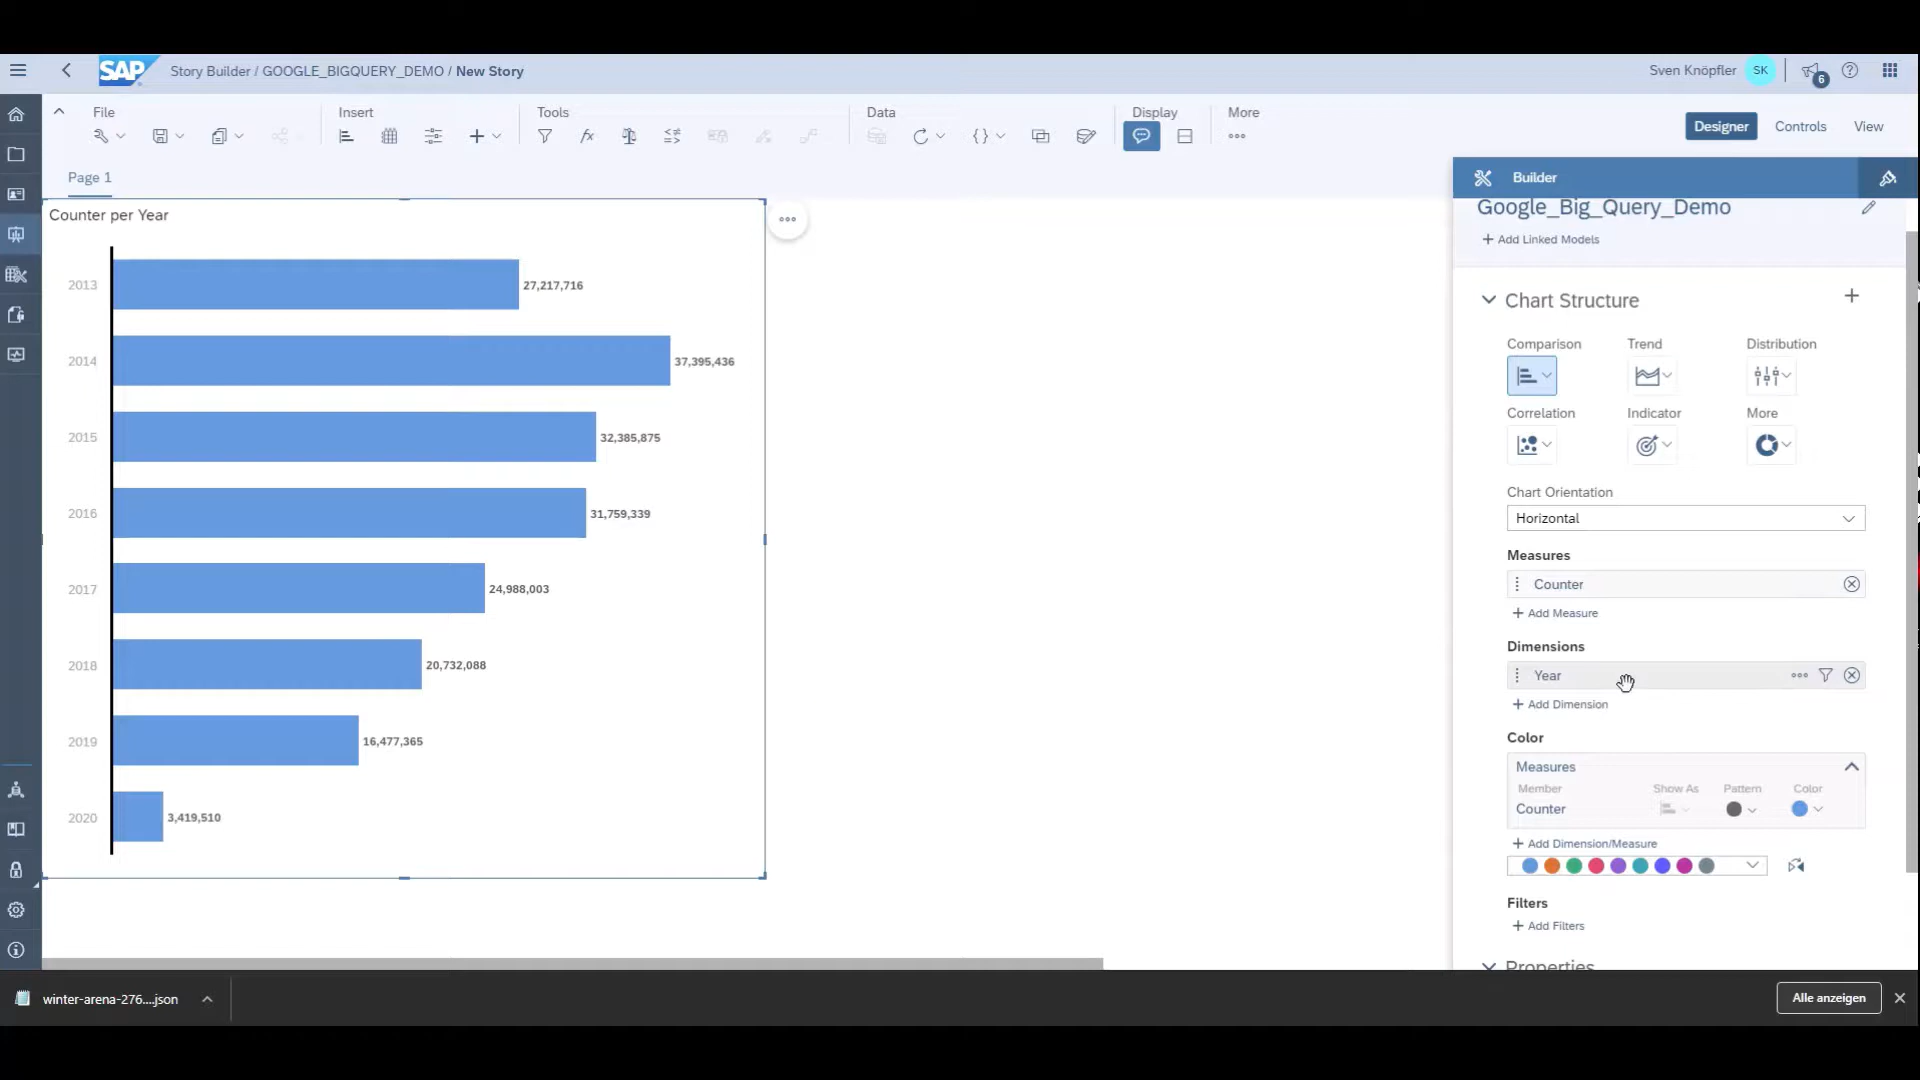 SAP
Story Builder / GOOGLE_BIGQUERY_DEMO / New Story
Sven Knöpfler
SK
6
File
Insert
Tools
Data
Display
More
Designer
Controls
View
Page 1
Builder
Counter per Year
2013
27,217,716
2014
37,395,436
2015
32,385,875
2016
31,759,339
2017
24,988,003
2018
20,732,088
2019
16,477,365
2020
3,419,510
Google_Big_Query_Demo
+ Add Linked Models
Chart Structure
Comparison
Trend
Distribution
Correlation
Indicator
More
Chart Orientation
Horizontal
Measures
Counter
+ Add Measure
Dimensions
Year
+ Add Dimension
Color
Measures
Member
Show As
Pattern
Color
Counter
+ Add Dimension/Measure
Filters
+ Add Filters
Properties
winter-arena-276....json
Alle anzeigen